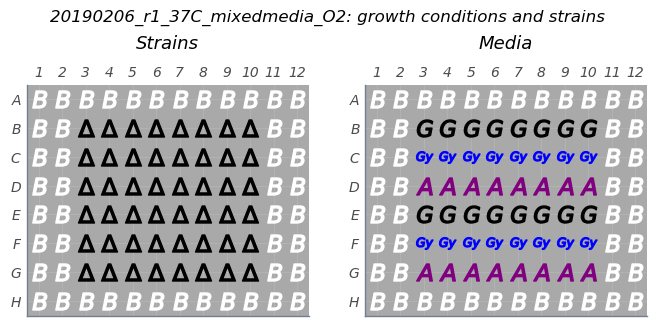 20190206_r1_37C_mixedmedia_O2: growth conditions and strains
Strains Media
1 2 3 4 5 6 7 8 9 10 11 12 1 2 3 4 5 6 7 8 9 10 11 12
A B B B B B B B B B B B B A B B B B B B B B B B B B
B B B Δ Δ Δ Δ Δ Δ Δ Δ B B B B B G G G G G G G G B B
C B B Δ Δ Δ Δ Δ Δ Δ Δ B B C B B Gy Gy Gy Gy Gy Gy Gy Gy B B
D B B Δ Δ Δ Δ Δ Δ Δ Δ B B D B B A A A A A A A A B B
E B B Δ Δ Δ Δ Δ Δ Δ Δ B B E B B G G G G G G G G B B
F B B Δ Δ Δ Δ Δ Δ Δ Δ B B F B B Gy Gy Gy Gy Gy Gy Gy Gy B B
G B B Δ Δ Δ Δ Δ Δ Δ Δ B B G B B A A A A A A A A B B
H B B B B B B B B B B B B H B B B B B B B B B B B B